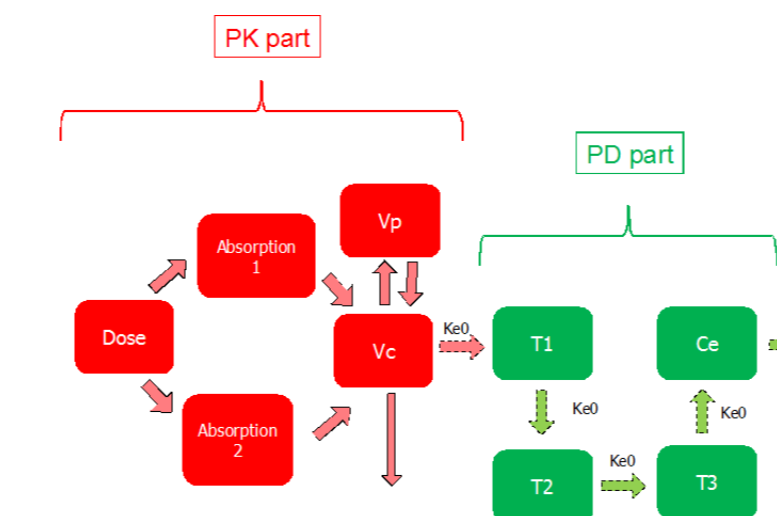 PK part
PD part
Vp
Absorption
1
Dose
Vc
Ke0
T1
Ce
Ke0
Ke0
Absorption
2
Ke0
T2
T3